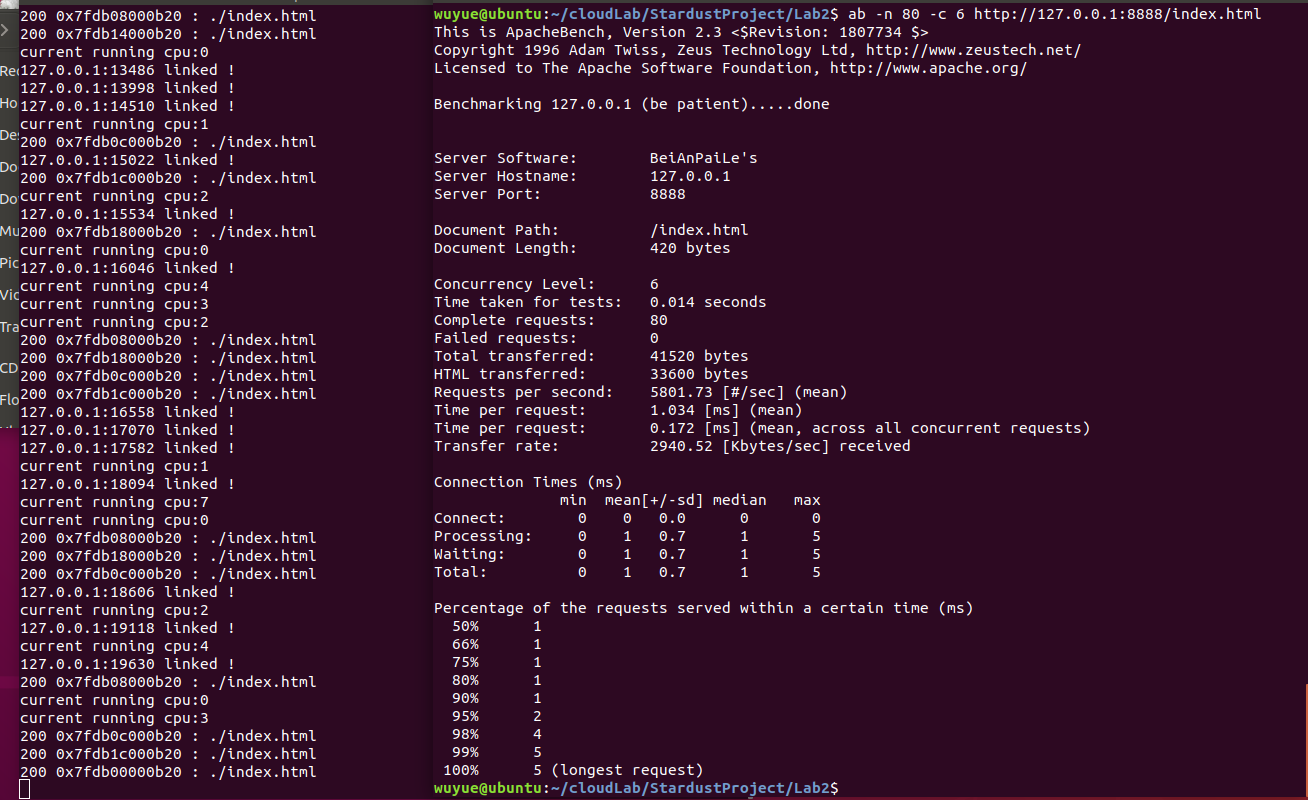 Rec
Ho
Des
Do
Do
Mu
Pic
Vid
Tra
CD
Flo
200 0x7fdb08000b20 : ./index.html
200 0x7fdb14000b20 : ./index.html
current running cpu:0
127.0.0.1:13486 linked !
127.0.0.1:13998 linked !
127.0.0.1:14510 linked !
current running cpu:1
200 0x7fdb0c000b20 : ./index.html
127.0.0.1:15022 linked !
200 0x7fdb1c000b20 : ./index.html
current running cpu:2
127.0.0.1:15534 linked !
200 0x7fdb18000b20 : ./index.html
current running cpu:0
127.0.0.1:16046 linked !
current running cpu:4
current running cpu:3
current running cpu:2
200 0x7fdb08000b20 : ./index.html
200 0x7fdb18000b20 : ./index.html
200 0x7fdb0c000b20 : ./index.html
200 0x7fdb1c000b20 : ./index.html
127.0.0.1:16558 linked !
127.0.0.1:17070 linked !
127.0.0.1:17582 linked !
current running cpu:1
127.0.0.1:18094 linked !
current running cpu:7
current running cpu:0
200 0x7fdb08000b20 : ./index.html
200 0x7fdb18000b20 : ./index.html
200 0x7fdb0c000b20 : ./index.html
127.0.0.1:18606 linked !
current running cpu:2
127.0.0.1:19118 linked !
current running cpu:4
127.0.0.1:19630 linked !
200 0x7fdb08000b20 : ./index.html
current running cpu:0
current running cpu:3
200 0x7fdb0c000b20 : ./index.html
200 0x7fdb1c000b20 : ./index.html
200 0x7fdb00000b20 : ./index.html
wuyue@ubuntu:~/cloudLab/StardustProject/Lab2$ ab -n 80 -c 6 http://127.0.0.1:8888/index.html
This is ApacheBench, Version 2.3 <$Revision: 1807734 $>
Copyright 1996 Adam Twiss, Zeus Technology Ltd, http://www.zeustech.net/
Licensed to The Apache Software Foundation, http://www.apache.org/
Benchmarking 127.0.0.1 (be patient).....done
Server Software:        BeiAnPaiLe's
Server Hostname:        127.0.0.1
Server Port:            8888
Document Path:          /index.html
Document Length:        420 bytes
Concurrency Level:      6
Time taken for tests:   0.014 seconds
Complete requests:      80
Failed requests:        0
Total transferred:      41520 bytes
HTML transferred:       33600 bytes
Requests per second:    5801.73 [#/sec] (mean)
Time per request:       1.034 [ms] (mean)
Time per request:       0.172 [ms] (mean, across all concurrent requests)
Transfer rate:          2940.52 [Kbytes/sec] received
Connection Times (ms)
              min  mean[+/-sd] median   max
Connect:        0    0   0.0      0       0
Processing:     0    1   0.7      1       5
Waiting:        0    1   0.7      1       5
Total:          0    1   0.7      1       5
Percentage of the requests served within a certain time (ms)
  50%      1
  66%      1
  75%      1
  80%      1
  90%      1
  95%      2
  98%      4
  99%      5
 100%      5 (longest request)
wuyue@ubuntu:~/cloudLab/StardustProject/Lab2$